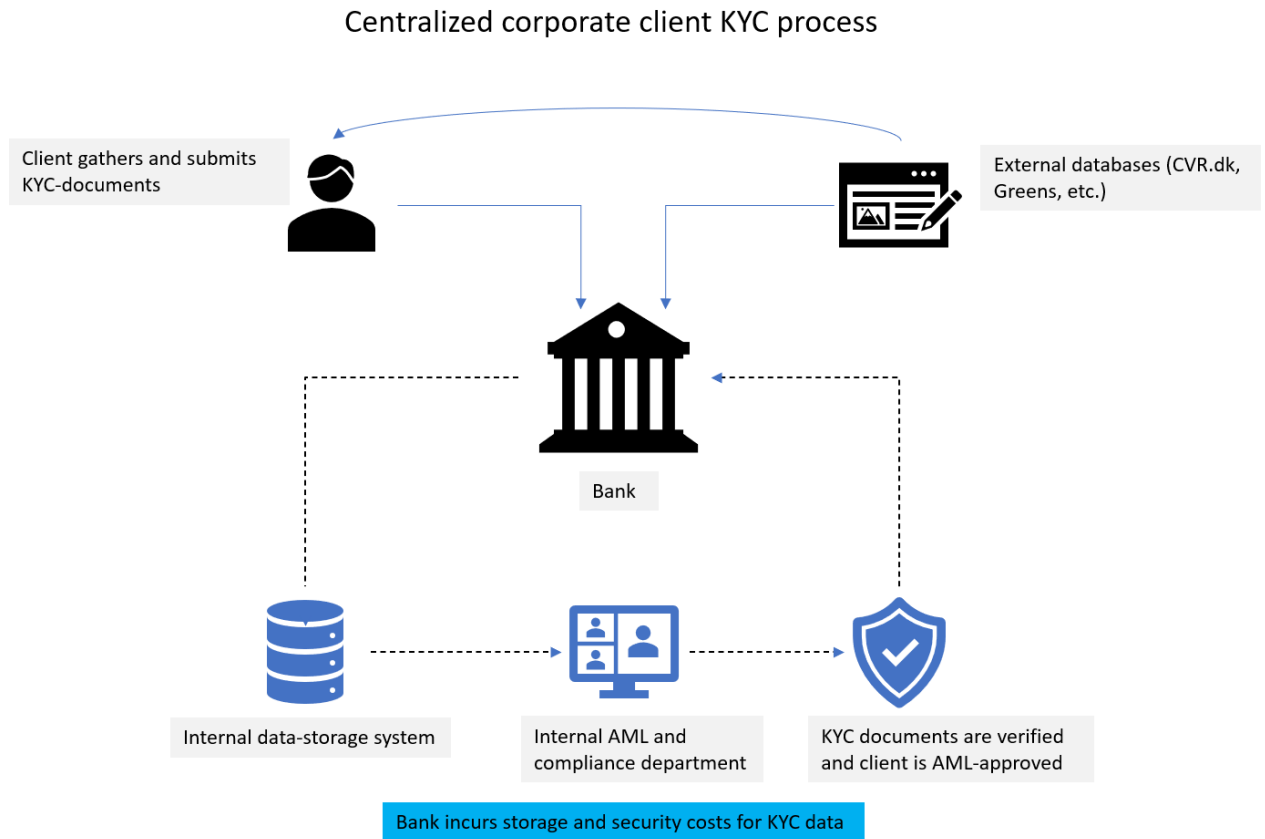 Centralized corporate client KYC process
Client gathers and submits
KYC-documents
External databases (CVR.dk,
Greens, etc.)
Bank
Internal data-storage system
Internal AML and
compliance department
KYC documents are verified
and client is AML-approved
Bank incurs storage and security costs for KYC data